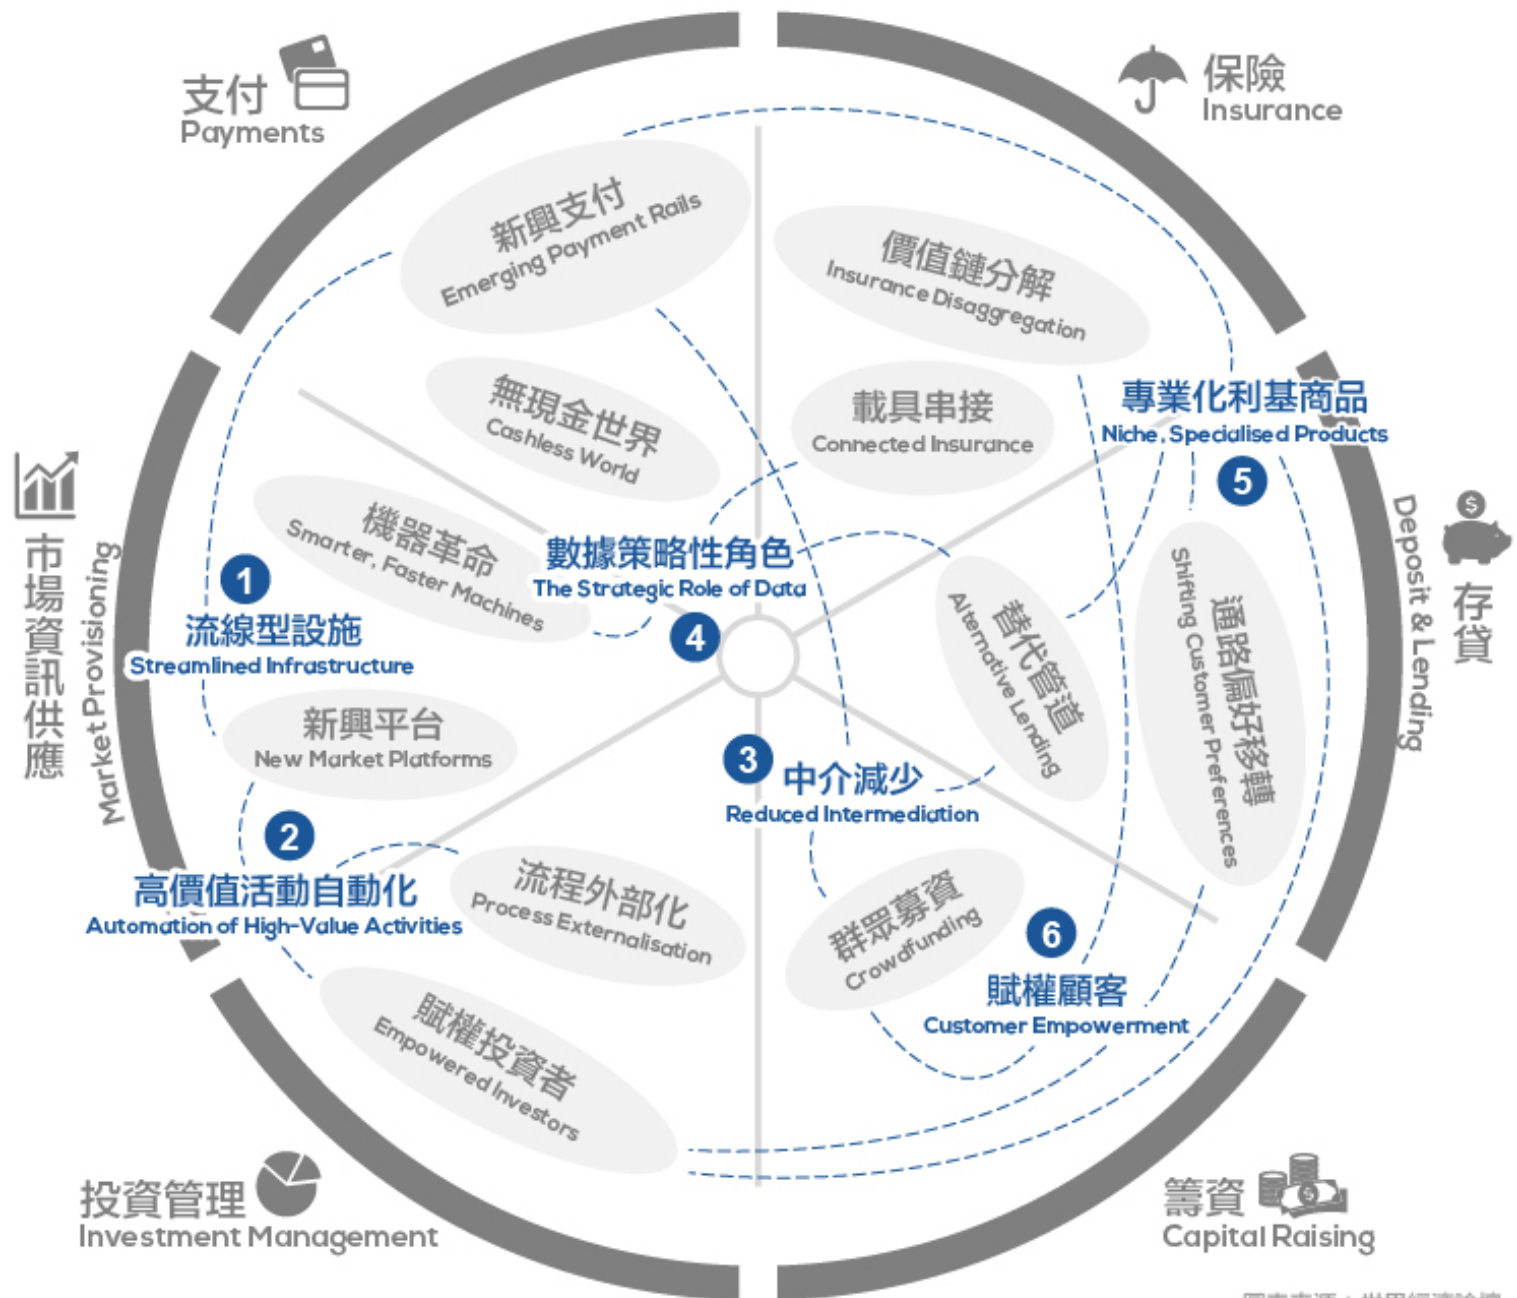 支付
Payments
保險
Insurance
新興支付
Emerging Payment Rails
價值鏈分解
Insurance Disaggregation
無現金世界
Cashless World
載具串接
Connected Insurance
專業化利基商品
Niche, Specialised Products
5
機器革命
Smarter, Faster Machines
數據策略性角色
The Strategic Role of Data
4
1
流線型設施
Streamlined Infrastructure
市場資訊供應
Market Provisioning
存貸
Deposit & Lending
替代管道
Alternative Lending
通路偏好移轉
Shifting Customer Preferences
新興平台
New Market Platforms
3
中介減少
Reduced Intermediation
2
高價值活動自動化
Automation of High-Value Activities
流程外部化
Process Externalisation
群眾募資
Crowdfunding
6
賦權顧客
Customer Empowerment
賦權投資者
Empowered Investors
投資管理
Investment Management
籌資
Capital Raising